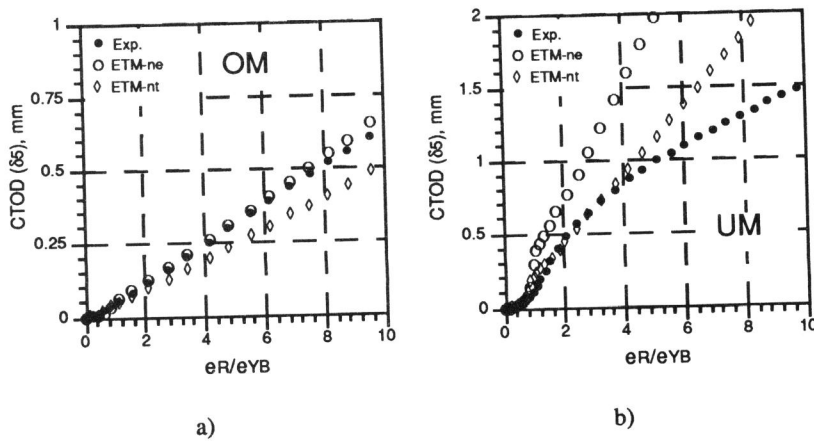 1
0.75
0.5
0.25
0
CTOD (δ5), mm
Exp.
ETM-ne
ETM-nt
OM
0 2 4 6 8 10
eR/eYB
a)
2
1.5
1
0.5
0
CTOD (δ5), mm
Exp.
ETM-ne
ETM-nt
UM
0 2 4 6 8 10
eR/eYB
b)